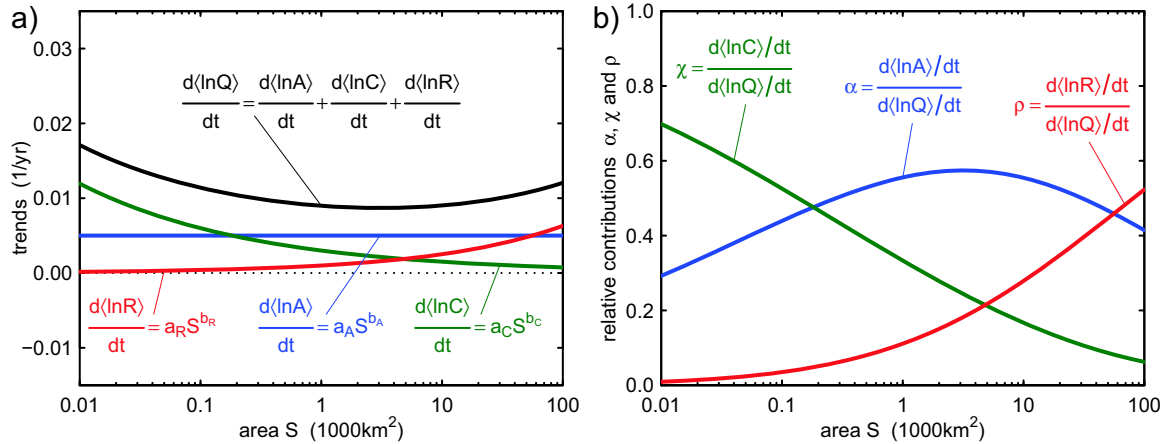 a)
0.03
0.02
0.01
0.00
−0.01
trends (1/yr)
d⟨lnQ⟩/dt = d⟨lnA⟩/dt + d⟨lnC⟩/dt + d⟨lnR⟩/dt
d⟨lnR⟩/dt = a_R S^{b_R}
d⟨lnA⟩/dt = a_A S^{b_A}
d⟨lnC⟩/dt = a_C S^{b_C}
0.01 0.1 1 10 100
area S (1000km²)
b)
1.0
0.8
0.6
0.4
0.2
0.0
relative contributions α, χ and ρ
χ = d⟨lnC⟩/dt / d⟨lnQ⟩/dt
α = d⟨lnA⟩/dt / d⟨lnQ⟩/dt
ρ = d⟨lnR⟩/dt / d⟨lnQ⟩/dt
0.01 0.1 1 10 100
area S (1000km²)